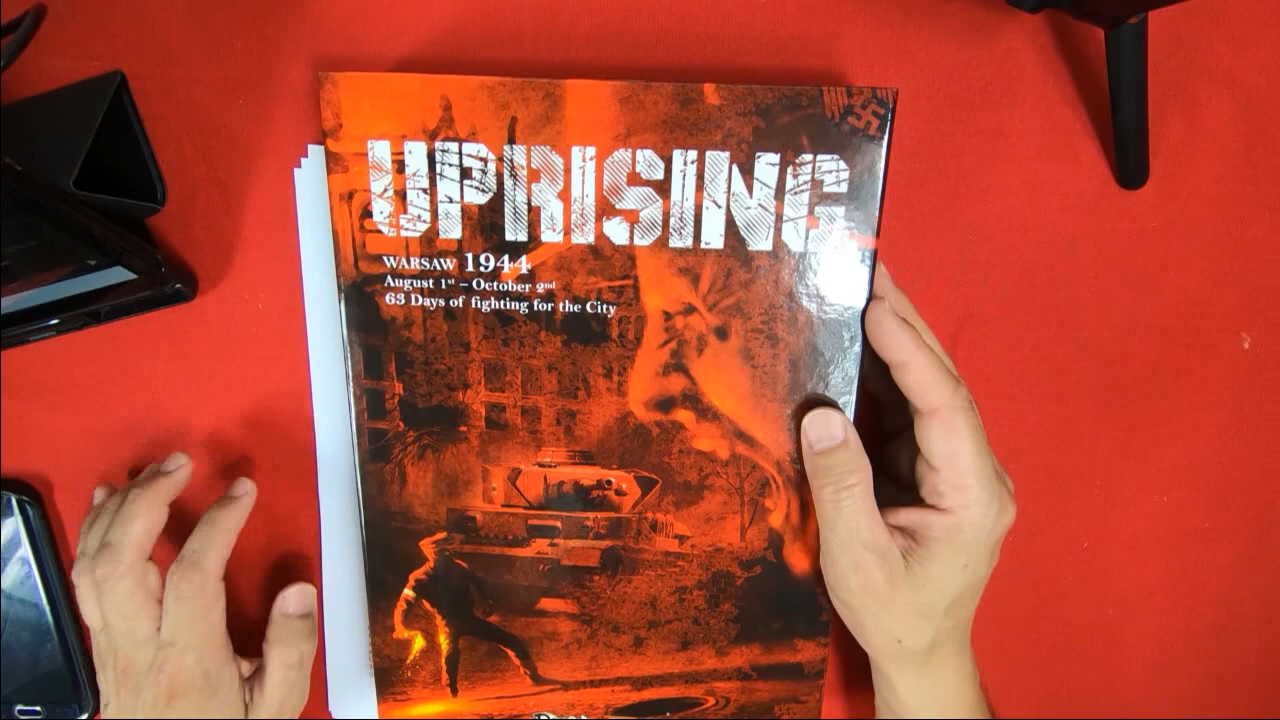 UPRISING
WARSAW 1944
August 1st – October 2nd
63 Days of fighting for the City